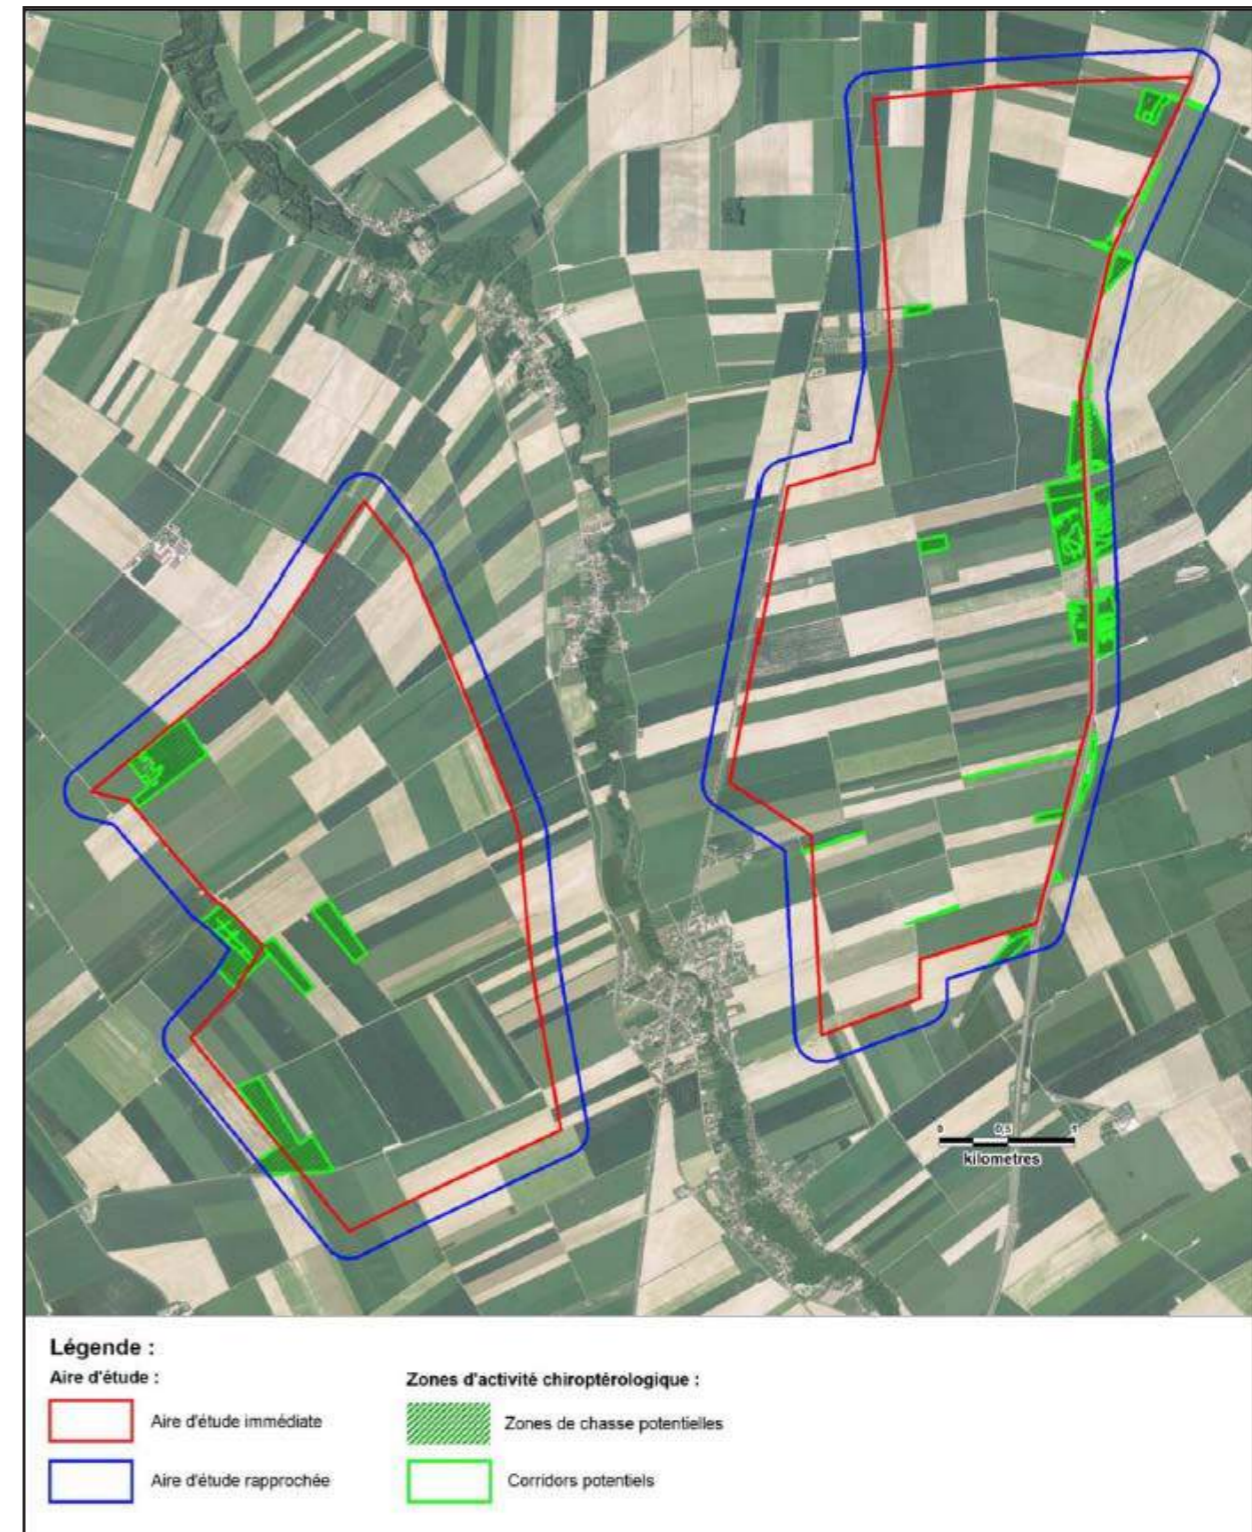 0 0,5 1
kilometres
Légende :
Aire d'étude :
Aire d'étude immédiate
Aire d'étude rapprochée
Zones d'activité chiroptérologique :
Zones de chasse potentielles
Corridors potentiels